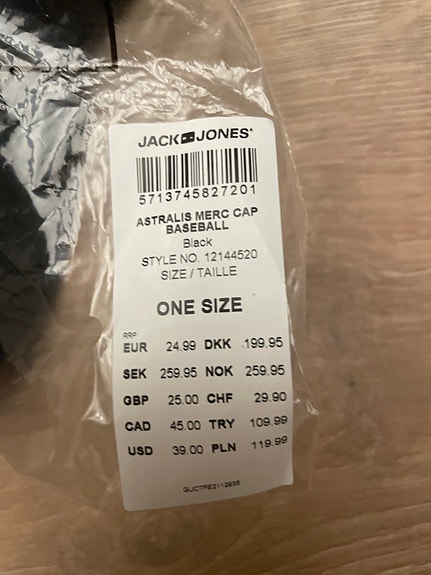 JACK JONES®
5713745827201
ASTRALIS MERC CAP
BASEBALL
Black
STYLE NO. 12144520
SIZE / TAILLE
ONE SIZE
RRP
EUR 24.99 DKK 199.95
SEK 259.95 NOK 259.95
GBP 25.00 CHF 29.90
CAD 45.00 TRY 109.99
USD 39.00 PLN 119.99